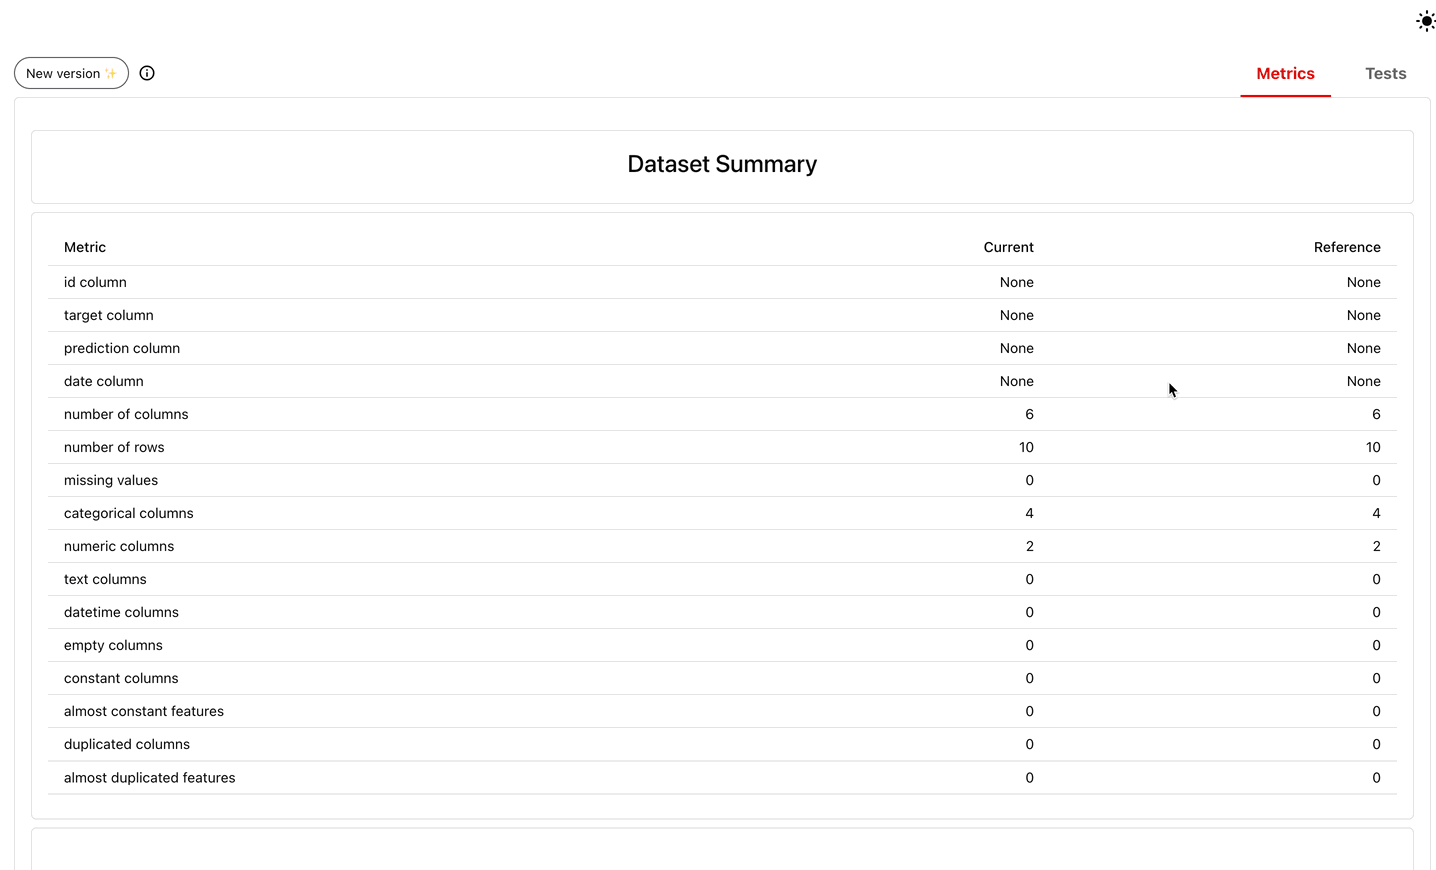 New version ✨
Metrics Tests
Dataset Summary
Metric Current Reference
id column None None
target column None None
prediction column None None
date column None None
number of columns 6 6
number of rows 10 10
missing values 0 0
categorical columns 4 4
numeric columns 2 2
text columns 0 0
datetime columns 0 0
empty columns 0 0
constant columns 0 0
almost constant features 0 0
duplicated columns 0 0
almost duplicated features 0 0